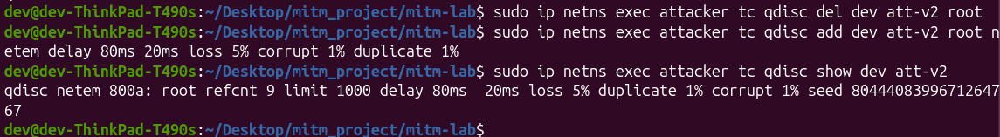 dev@dev-ThinkPad-T490s:~/Desktop/mitm_project/mitm-lab$ sudo ip netns exec attacker tc qdisc del dev att-v2 root
dev@dev-ThinkPad-T490s:~/Desktop/mitm_project/mitm-lab$ sudo ip netns exec attacker tc qdisc add dev att-v2 root n
etem delay 80ms 20ms loss 5% corrupt 1% duplicate 1%
dev@dev-ThinkPad-T490s:~/Desktop/mitm_project/mitm-lab$ sudo ip netns exec attacker tc qdisc show dev att-v2
qdisc netem 800a: root refcnt 9 limit 1000 delay 80ms  20ms loss 5% duplicate 1% corrupt 1% seed 80444083996712647
67
dev@dev-ThinkPad-T490s:~/Desktop/mitm_project/mitm-lab$